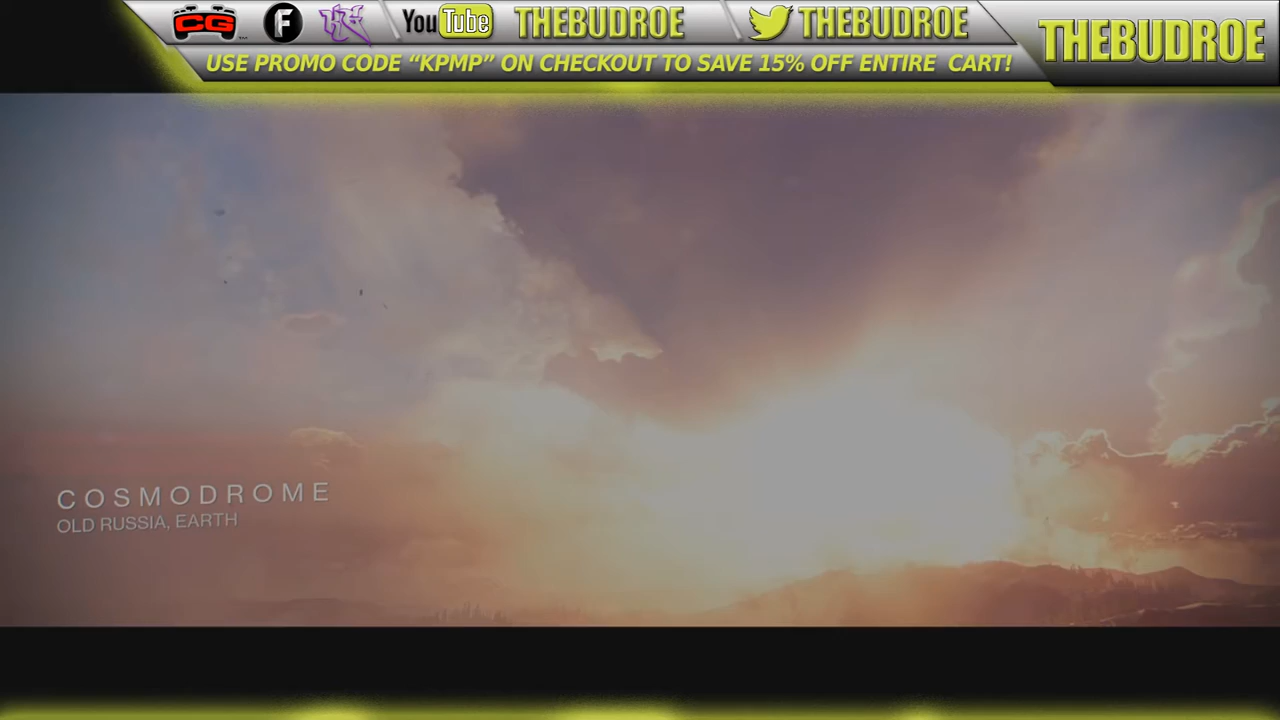 CG
F
YouTube
THEBUDROE
THEBUDROE
THEBUDROE
USE PROMO CODE “KPMP” ON CHECKOUT TO SAVE 15% OFF ENTIRE CART!
COSMODROME
OLD RUSSIA, EARTH